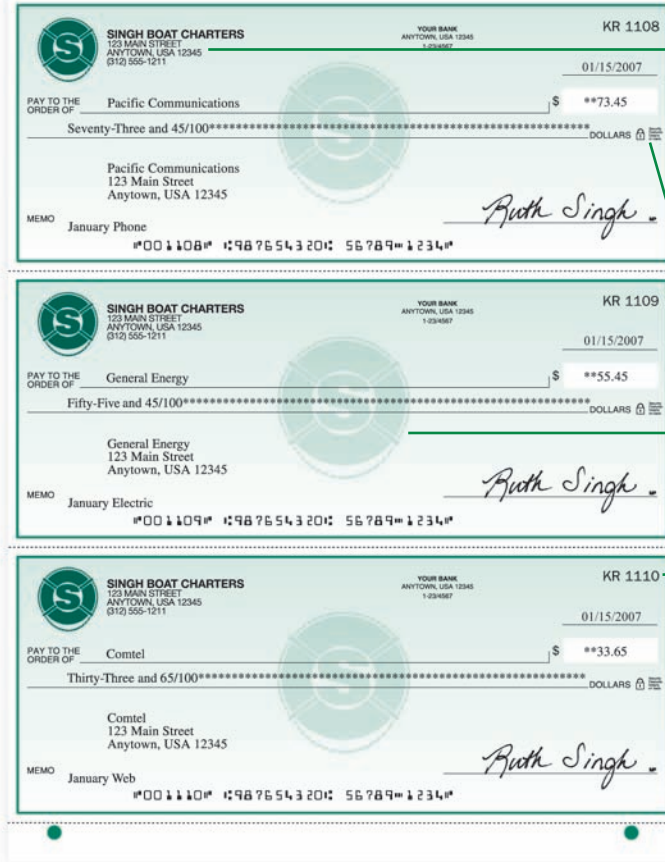 S
SINGH BOAT CHARTERS
123 MAIN STREET
ANYTOWN, USA 12345
(312) 555-1211
YOUR BANK
ANYTOWN, USA 12345
1-23/4567
KR 1108
01/15/2007
PAY TO THE
ORDER OF Pacific Communications $ **73.45
Seventy-Three and 45/100**************************************************** DOLLARS
Pacific Communications
123 Main Street
Anytown, USA 12345
Ruth Singh MP
MEMO January Phone
⑈001108⑈ ⑆987654320⑆ 56789⑉1234⑈
S
SINGH BOAT CHARTERS
123 MAIN STREET
ANYTOWN, USA 12345
(312) 555-1211
YOUR BANK
ANYTOWN, USA 12345
1-23/4567
KR 1109
01/15/2007
PAY TO THE
ORDER OF General Energy $ **55.45
Fifty-Five and 45/100******************************************************** DOLLARS
General Energy
123 Main Street
Anytown, USA 12345
Ruth Singh MP
MEMO January Electric
⑈001109⑈ ⑆987654320⑆ 56789⑉1234⑈
S
SINGH BOAT CHARTERS
123 MAIN STREET
ANYTOWN, USA 12345
(312) 555-1211
YOUR BANK
ANYTOWN, USA 12345
1-23/4567
KR 1110
01/15/2007
PAY TO THE
ORDER OF Comtel $ **33.65
Thirty-Three and 65/100****************************************************** DOLLARS
Comtel
123 Main Street
Anytown, USA 12345
Ruth Singh MP
MEMO January Web
⑈001110⑈ ⑆987654320⑆ 56789⑉1234⑈